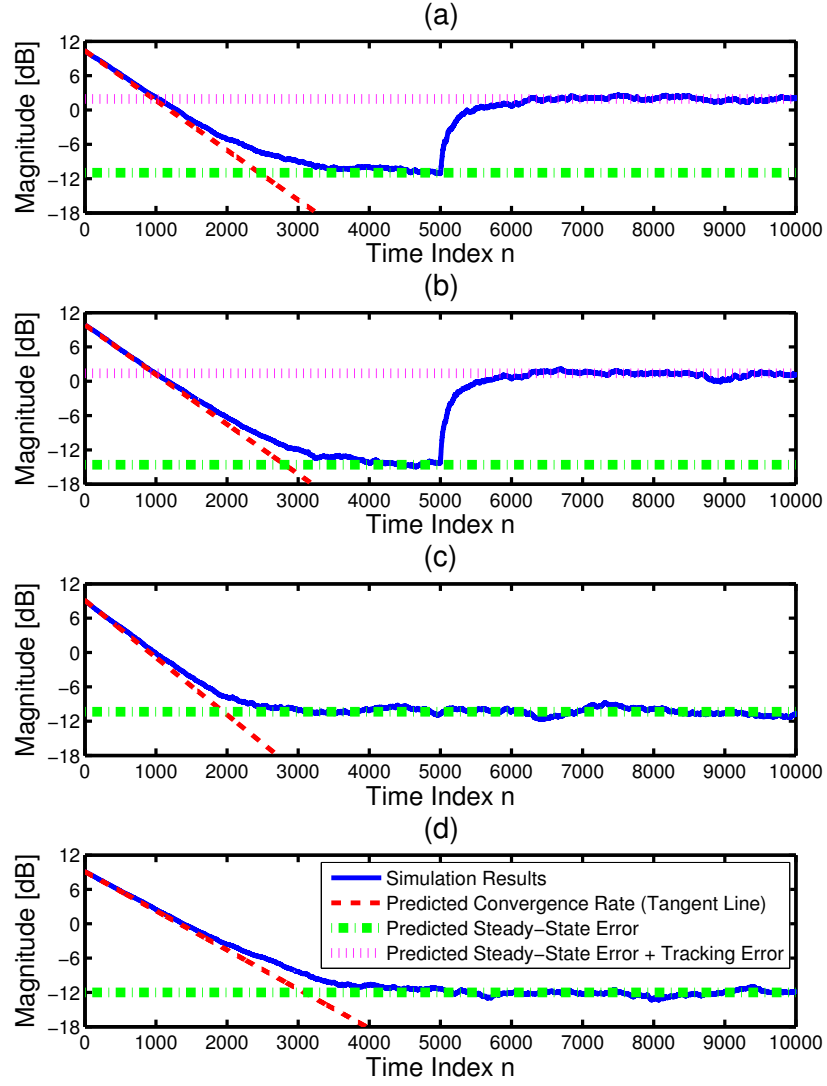 (a)
Magnitude [dB]
12
6
0
−6
−12
−18
0 1000 2000 3000 4000 5000 6000 7000 8000 9000 10000
Time Index n
(b)
Magnitude [dB]
12
6
0
−6
−12
−18
0 1000 2000 3000 4000 5000 6000 7000 8000 9000 10000
Time Index n
(c)
Magnitude [dB]
12
6
0
−6
−12
−18
0 1000 2000 3000 4000 5000 6000 7000 8000 9000 10000
Time Index n
(d)
Magnitude [dB]
12
6
0
−6
−12
−18
Simulation Results
Predicted Convergence Rate (Tangent Line)
Predicted Steady−State Error
Predicted Steady−State Error + Tracking Error
0 1000 2000 3000 4000 5000 6000 7000 8000 9000 10000
Time Index n